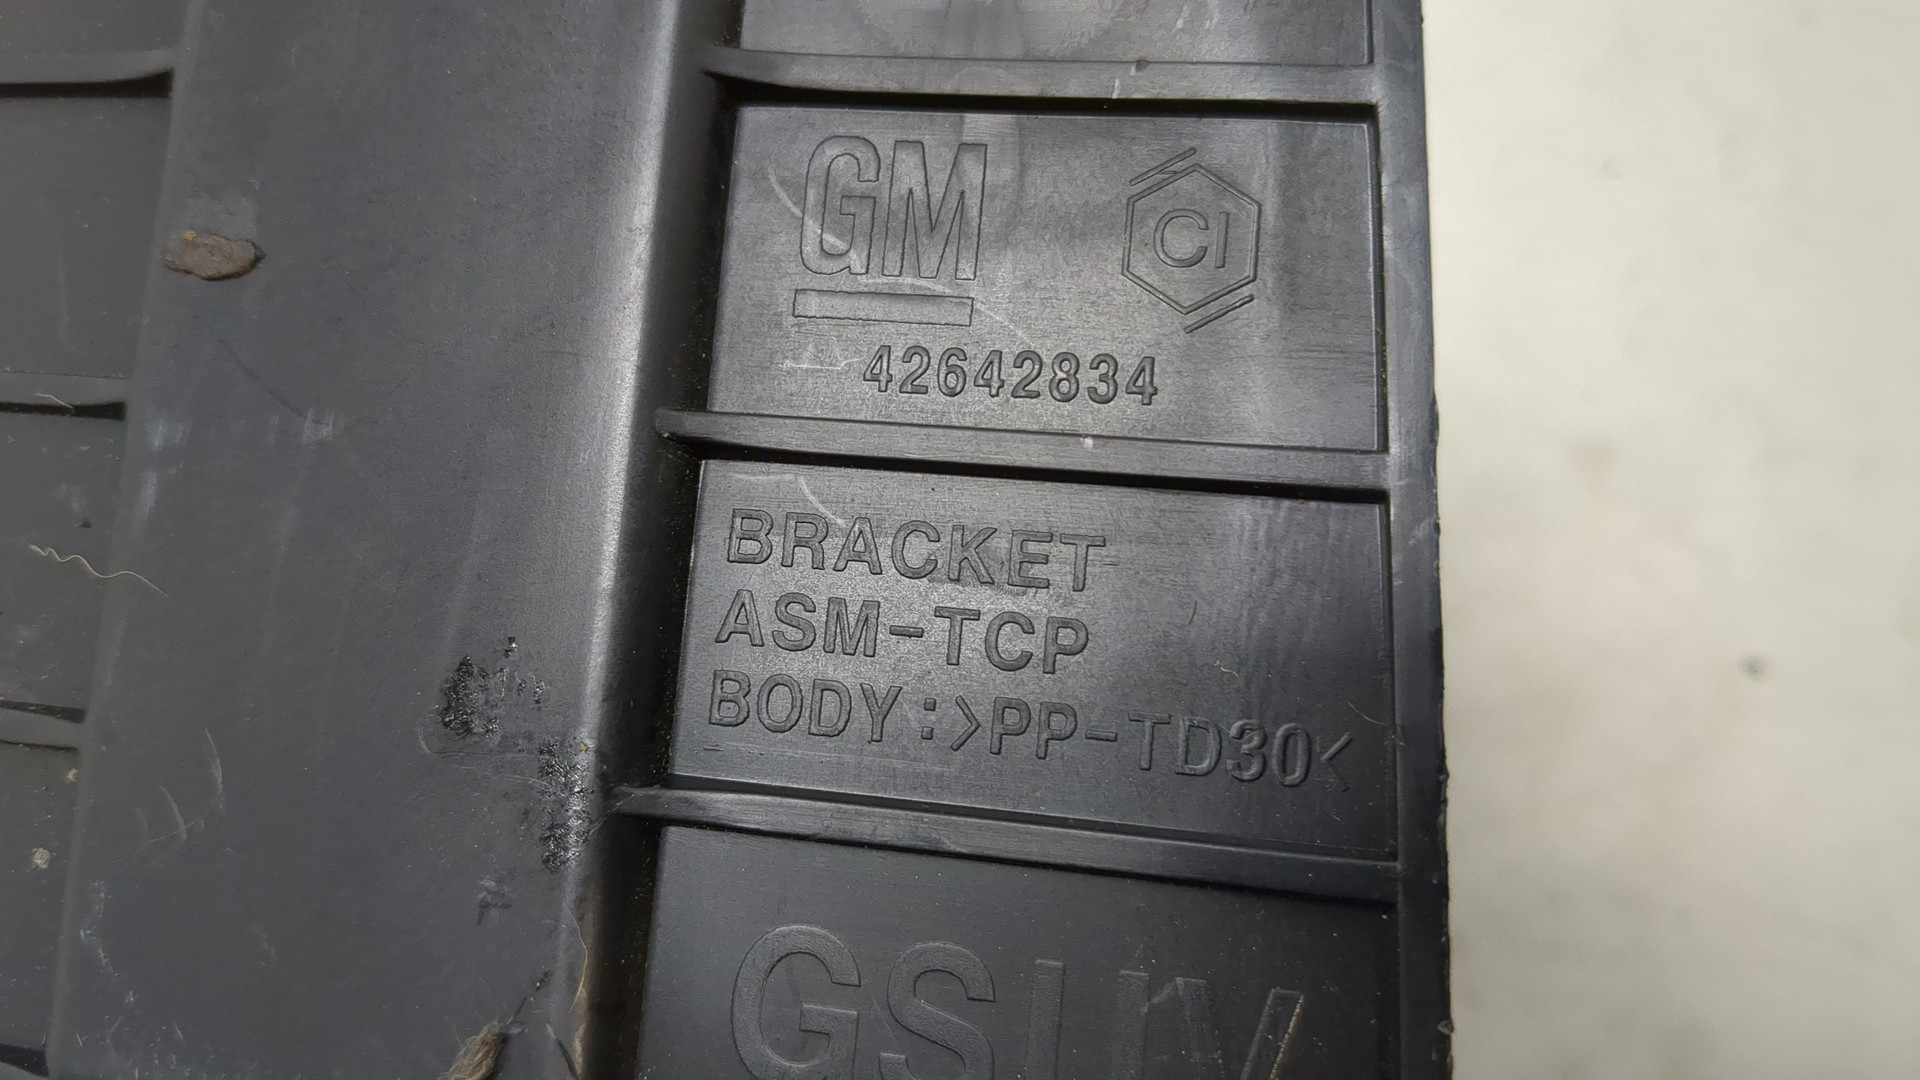 GM
CI
42642834
BRACKET
ASM-TCP
BODY:>PP-TD30<